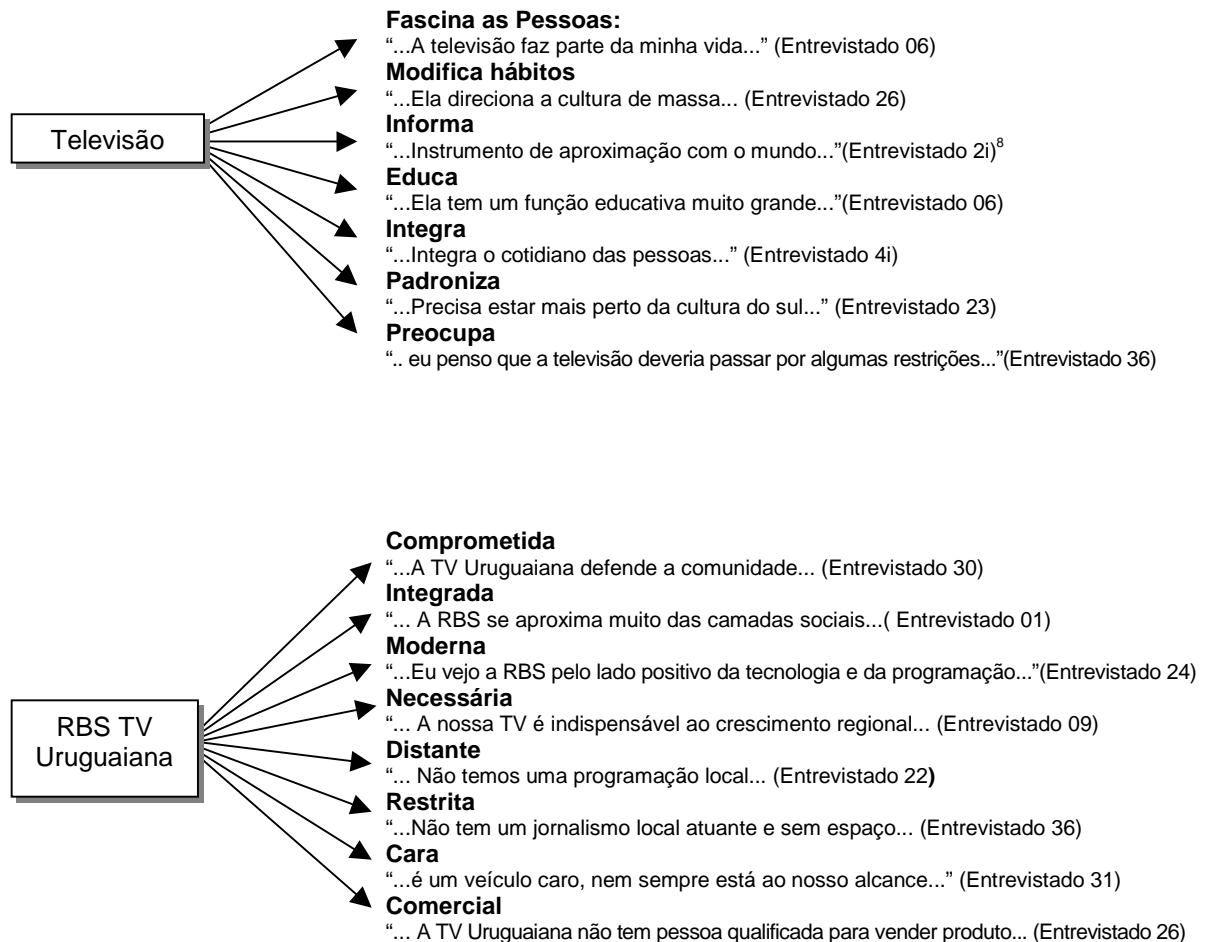 Fascina as Pessoas:
“...A televisão faz parte da minha vida...” (Entrevistado 06)
Modifica hábitos
“...Ela direciona a cultura de massa... (Entrevistado 26)
Informa
“...Instrumento de aproximação com o mundo...”(Entrevistado 2i)⁸
Educa
“...Ela tem um função educativa muito grande...”(Entrevistado 06)
Integra
“...Integra o cotidiano das pessoas...” (Entrevistado 4i)
Padroniza
“...Precisa estar mais perto da cultura do sul...” (Entrevistado 23)
Preocupa
“.. eu penso que a televisão deveria passar por algumas restrições...”(Entrevistado 36)
Televisão
Comprometida
“...A TV Uruguaiana defende a comunidade... (Entrevistado 30)
Integrada
“... A RBS se aproxima muito das camadas sociais...( Entrevistado 01)
Moderna
“...Eu vejo a RBS pelo lado positivo da tecnologia e da programação...”(Entrevistado 24)
Necessária
“... A nossa TV é indispensável ao crescimento regional... (Entrevistado 09)
Distante
“... Não temos uma programação local... (Entrevistado 22)
Restrita
“...Não tem um jornalismo local atuante e sem espaço... (Entrevistado 36)
Cara
“...é um veículo caro, nem sempre está ao nosso alcance...” (Entrevistado 31)
Comercial
“... A TV Uruguaiana não tem pessoa qualificada para vender produto... (Entrevistado 26)
RBS TV
Uruguaiana